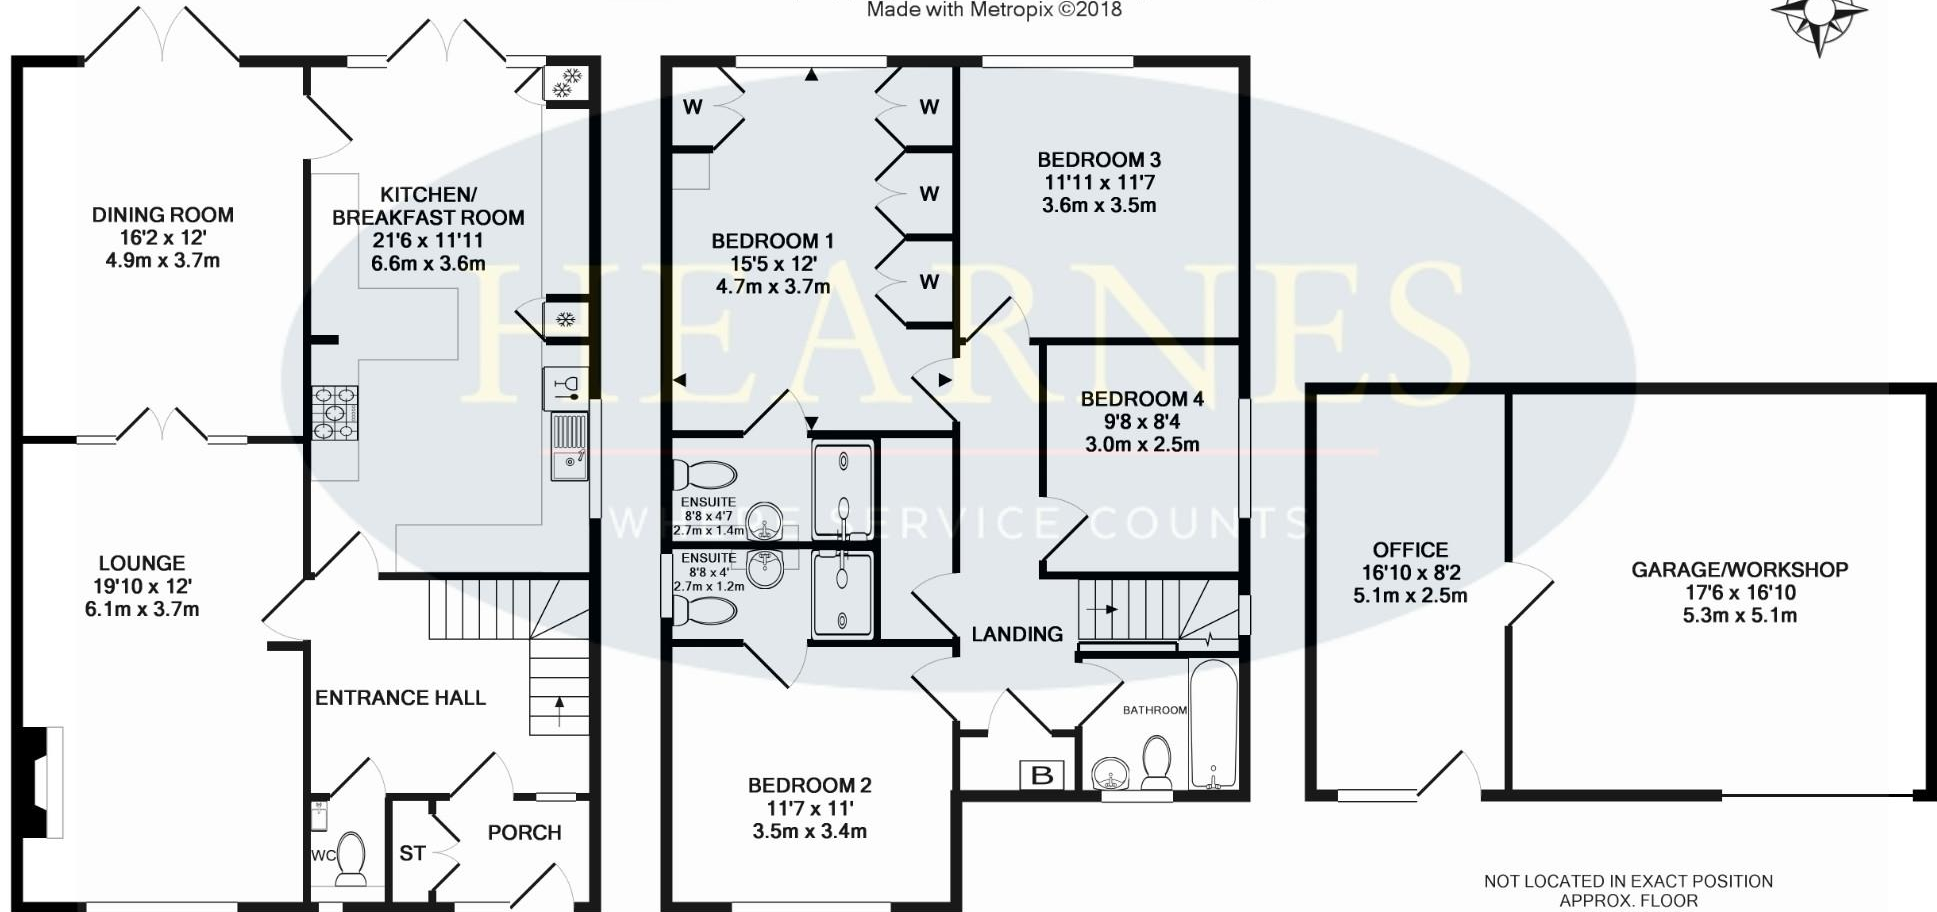 Made with Metropix ©2018
DINING ROOM
16'2 x 12'
4.9m x 3.7m
KITCHEN/
BREAKFAST ROOM
21'6 x 11'11
6.6m x 3.6m
LOUNGE
19'10 x 12'
6.1m x 3.7m
ENTRANCE HALL
WC
ST
PORCH
W
W
W
W
BEDROOM 1
15'5 x 12'
4.7m x 3.7m
BEDROOM 3
11'11 x 11'7
3.6m x 3.5m
BEDROOM 4
9'8 x 8'4
3.0m x 2.5m
ENSUITE
8'8 x 4'7
2.7m x 1.4m
ENSUITE
8'8 x 4'
2.7m x 1.2m
LANDING
BATHROOM
B
BEDROOM 2
11'7 x 11'
3.5m x 3.4m
HEARNES
WHERE SERVICE COUNTS
OFFICE
16'10 x 8'2
5.1m x 2.5m
GARAGE/WORKSHOP
17'6 x 16'10
5.3m x 5.1m
NOT LOCATED IN EXACT POSITION
APPROX. FLOOR